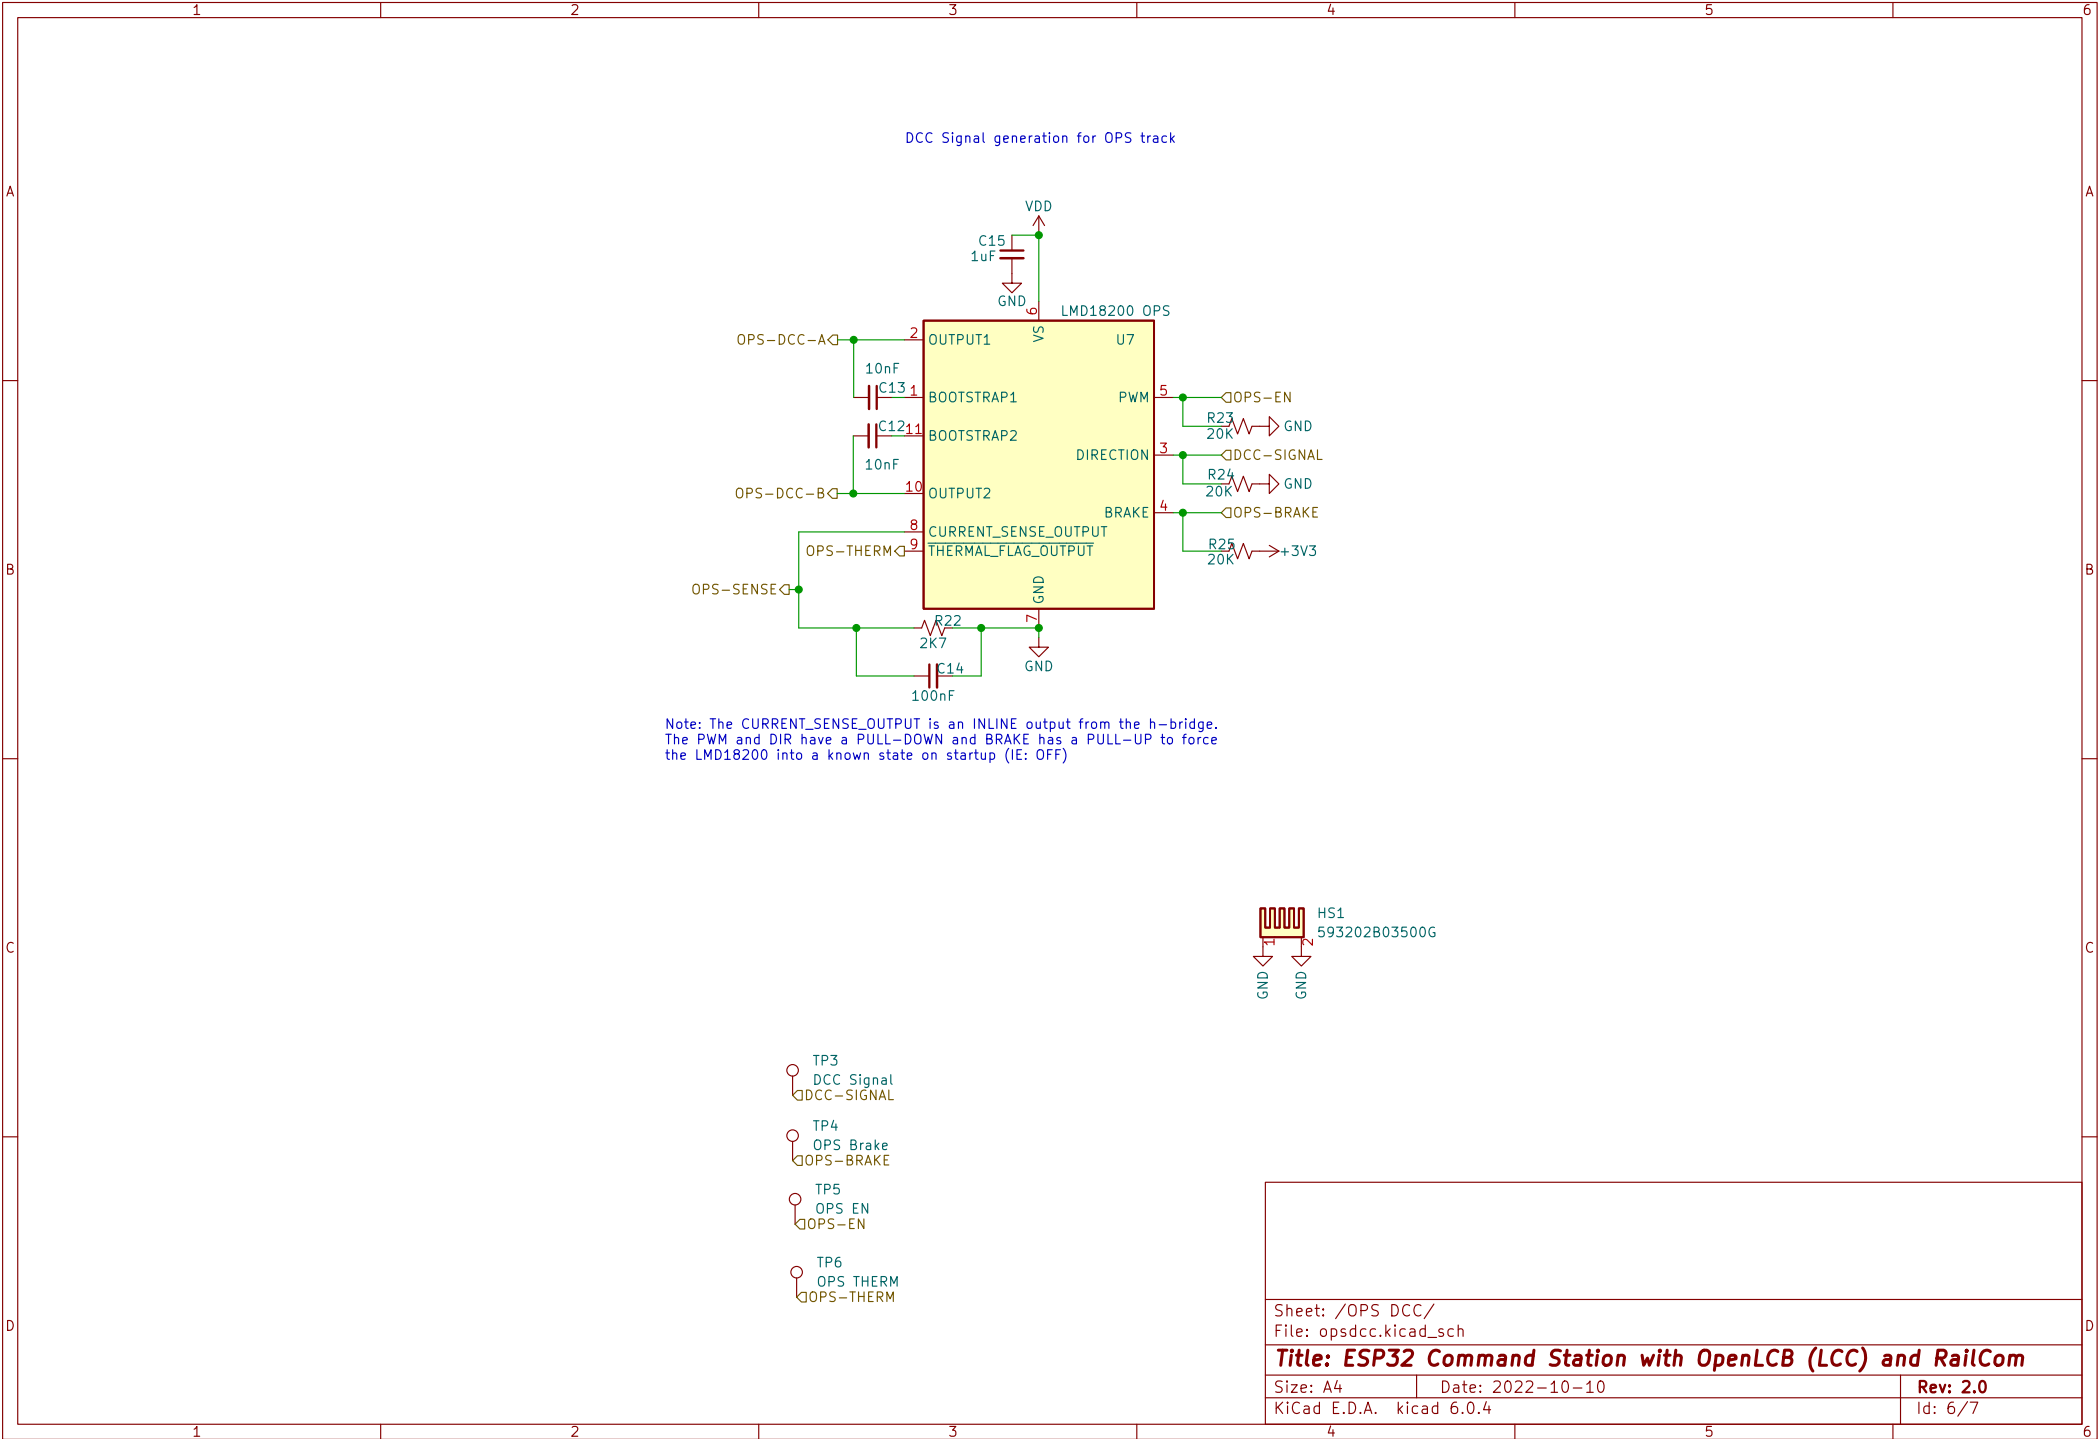 1 2 3 4 5 6
DCC Signal generation for OPS track
A
A
VDD
C15
1uF
GND
LMD18200 OPS
6
VS
U7
OPS-DCC-A
2
OUTPUT1
10nF
C13
1
BOOTSTRAP1
C12
11
BOOTSTRAP2
10nF
OPS-DCC-B
10
OUTPUT2
8
CURRENT_SENSE_OUTPUT
OPS-THERM
9
THERMAL_FLAG_OUTPUT
OPS-SENSE
PWM
5
OPS-EN
R23
20K
GND
DIRECTION
3
DCC-SIGNAL
R24
20K
GND
BRAKE
4
OPS-BRAKE
R25
20K
+3V3
B
B
GND
7
R22
2K7
GND
C14
100nF
Note: The CURRENT_SENSE_OUTPUT is an INLINE output from the h-bridge.
The PWM and DIR have a PULL-DOWN and BRAKE has a PULL-UP to force
the LMD18200 into a known state on startup (IE: OFF)
HS1
593202B03500G
1
2
GND
GND
C
C
TP3
DCC Signal
DCC-SIGNAL
TP4
OPS Brake
OPS-BRAKE
TP5
OPS EN
OPS-EN
TP6
OPS THERM
OPS-THERM
D
D
Sheet: /OPS DCC/
File: opsdcc.kicad_sch
Title: ESP32 Command Station with OpenLCB (LCC) and RailCom
Size: A4
Date: 2022-10-10
Rev: 2.0
KiCad E.D.A. kicad 6.0.4
Id: 6/7
1 2 3 4 5 6